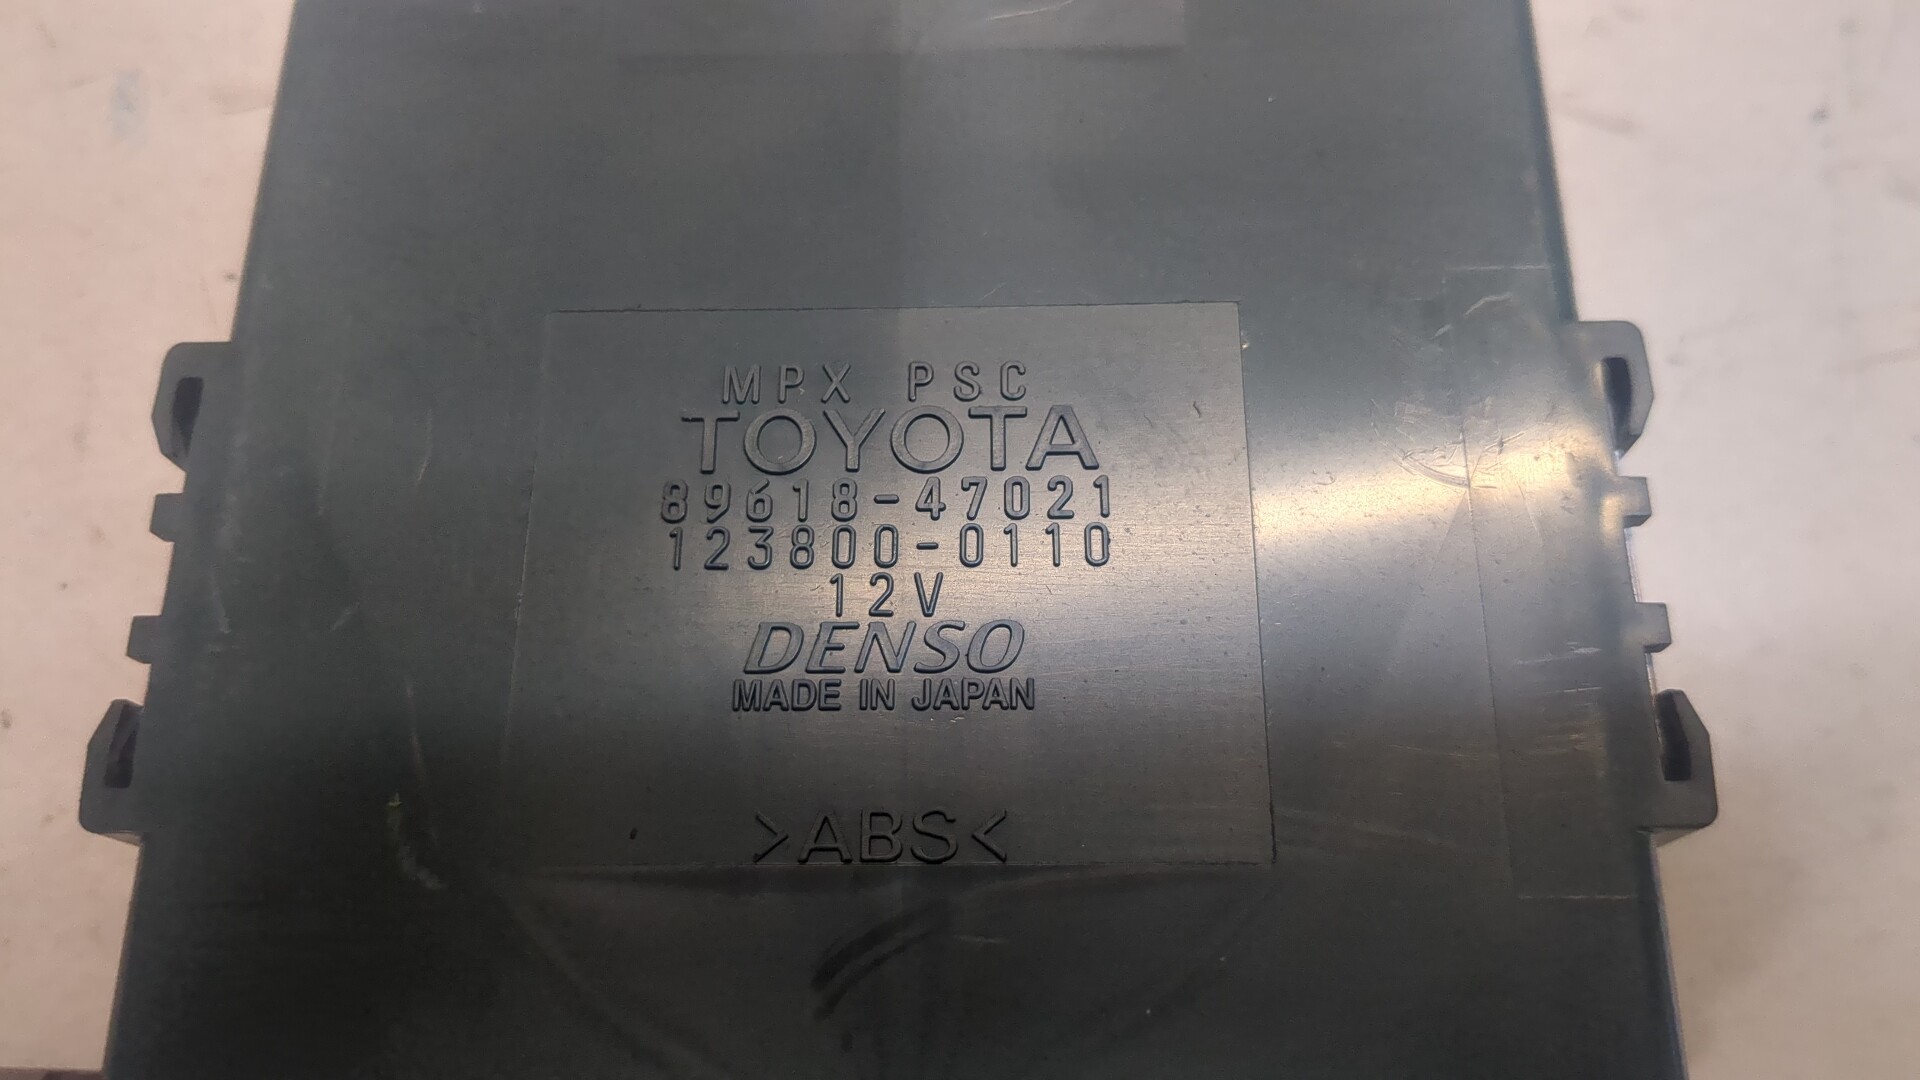 MPX PSC
TOYOTA
89618-47021
123800-0110
12V
DENSO
MADE IN JAPAN
>ABS<